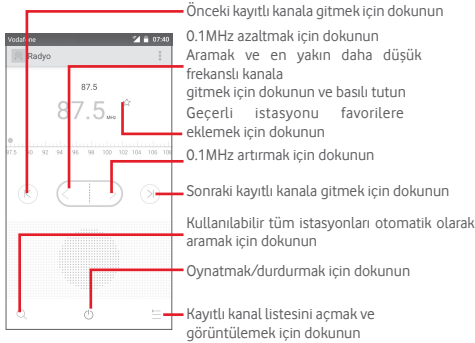 Önceki kayıtlı kanala gitmek için dokunun
Vodafone 07:40
Radyo
87.5
87.5 MHz
87.5 90 92 94 96 98 100 102 104 106 108
0.1MHz azaltmak için dokunun
Aramak ve en yakın daha düşük
frekanslı kanala
gitmek için dokunun ve basılı tutun
Geçerli istasyonu favorilere
eklemek için dokunun
0.1MHz artırmak için dokunun
Sonraki kayıtlı kanala gitmek için dokunun
Kullanılabilir tüm istasyonları otomatik olarak
aramak için dokunun
Oynatmak/durdurmak için dokunun
Kayıtlı kanal listesini açmak ve
görüntülemek için dokunun